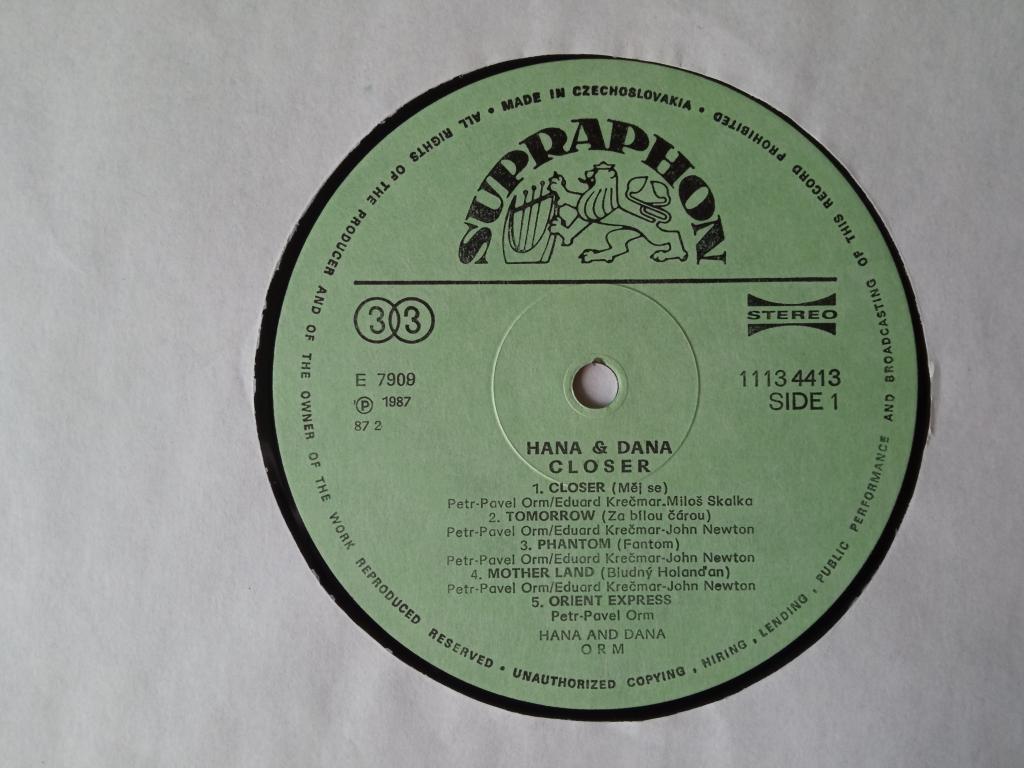 • MADE IN CZECHOSLOVAKIA •
ALL RIGHTS OF THE PRODUCER AND OF THE OWNER OF THE WORK REPRODUCED RESERVED • UNAUTHORIZED COPYING, HIRING, LENDING, PUBLIC PERFORMANCE AND BROADCASTING OF THIS RECORD PROHIBITED
SUPRAPHON
33
STEREO
E 7909
℗ 1987
87 2
1113 4413
SIDE 1
HANA & DANA
CLOSER
1. CLOSER (Měj se)
Petr-Pavel Orm/Eduard Krečmar.Miloš Skalka
2. TOMORROW (Za bílou čárou)
Petr-Pavel Orm/Eduard Krečmar-John Newton
3. PHANTOM (Fantom)
Petr-Pavel Orm/Eduard Krečmar-John Newton
4. MOTHER LAND (Bludný Holanďan)
Petr-Pavel Orm/Eduard Krečmar-John Newton
5. ORIENT EXPRESS
Petr-Pavel Orm
HANA AND DANA
O R M